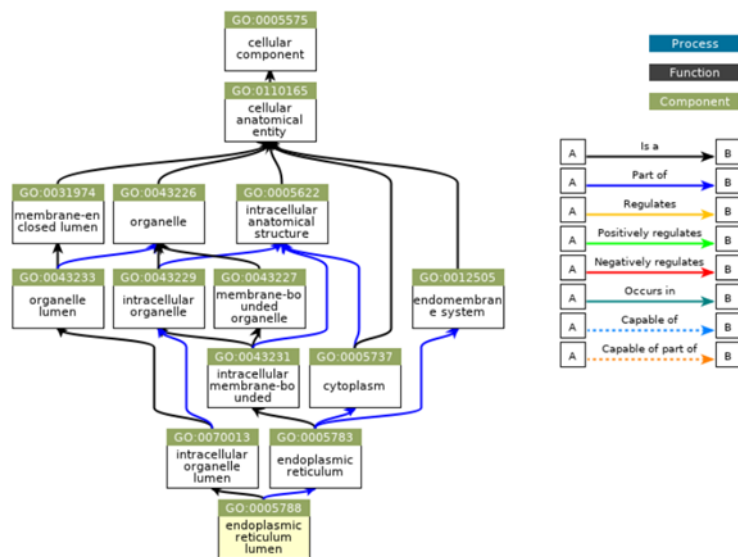 GO:0005575
cellular
component
GO:0110165
cellular
anatomical
entity
GO:0031974
membrane-en
closed lumen
GO:0043226
organelle
GO:0005622
intracellular
anatomical
structure
GO:0043233
organelle
lumen
GO:0043229
intracellular
organelle
GO:0043227
membrane-bo
unded
organelle
GO:0012505
endomembran
e system
GO:0043231
intracellular
membrane-bo
unded
GO:0005737
cytoplasm
GO:0070013
intracellular
organelle
lumen
GO:0005783
endoplasmic
reticulum
GO:0005788
endoplasmic
reticulum
lumen
Process
Function
Component
A Is a B
A Part of B
A Regulates B
A Positively regulates B
A Negatively regulates B
A Occurs in B
A Capable of B
A Capable of part of B